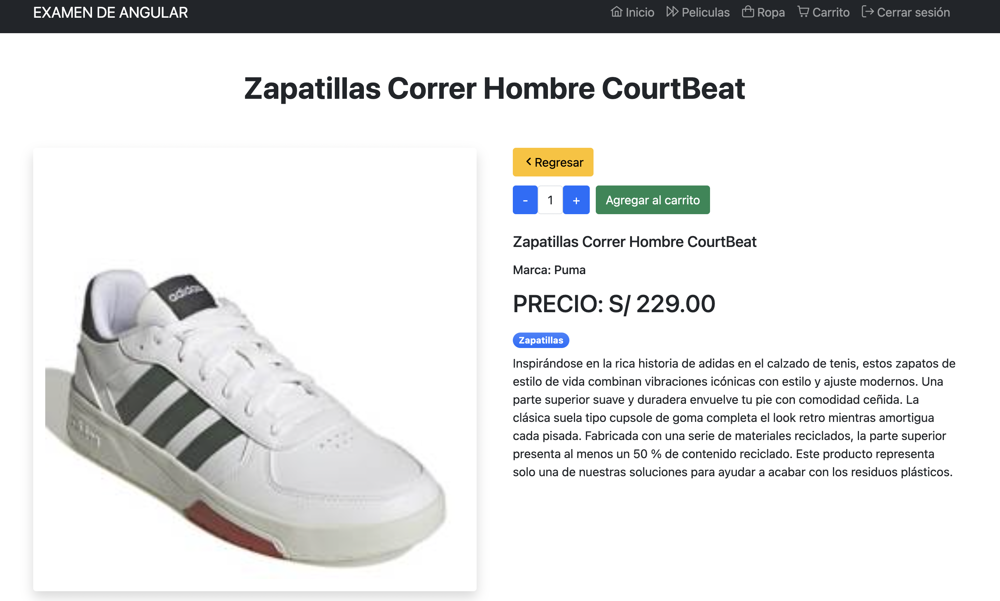 EXAMEN DE ANGULAR
Inicio
Peliculas
Ropa
Carrito
Cerrar sesión
Zapatillas Correr Hombre CourtBeat
Regresar
- 1 +
Agregar al carrito
Zapatillas Correr Hombre CourtBeat
Marca: Puma
PRECIO: S/ 229.00
Zapatillas
Inspirándose en la rica historia de adidas en el calzado de tenis, estos zapatos de
estilo de vida combinan vibraciones icónicas con estilo y ajuste modernos. Una
parte superior suave y duradera envuelve tu pie con comodidad ceñida. La
clásica suela tipo cupsole de goma completa el look retro mientras amortigua
cada pisada. Fabricada con una serie de materiales reciclados, la parte superior
presenta al menos un 50 % de contenido reciclado. Este producto representa
solo una de nuestras soluciones para ayudar a acabar con los residuos plásticos.
adidas